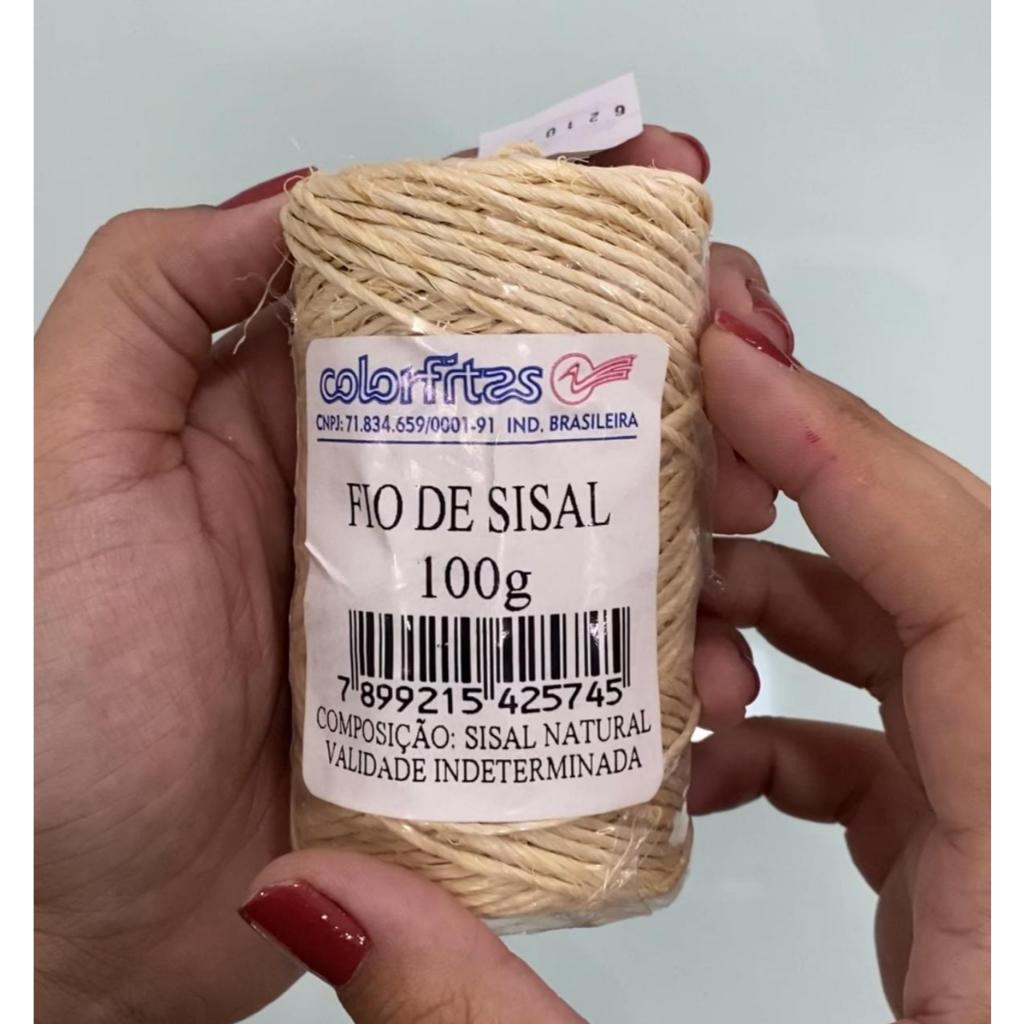 6210
colorfitas
CNPJ: 71.834.659/0001-91 IND. BRASILEIRA
FIO DE SISAL
100g
7 899215 425745
COMPOSIÇÃO: SISAL NATURAL
VALIDADE INDETERMINADA